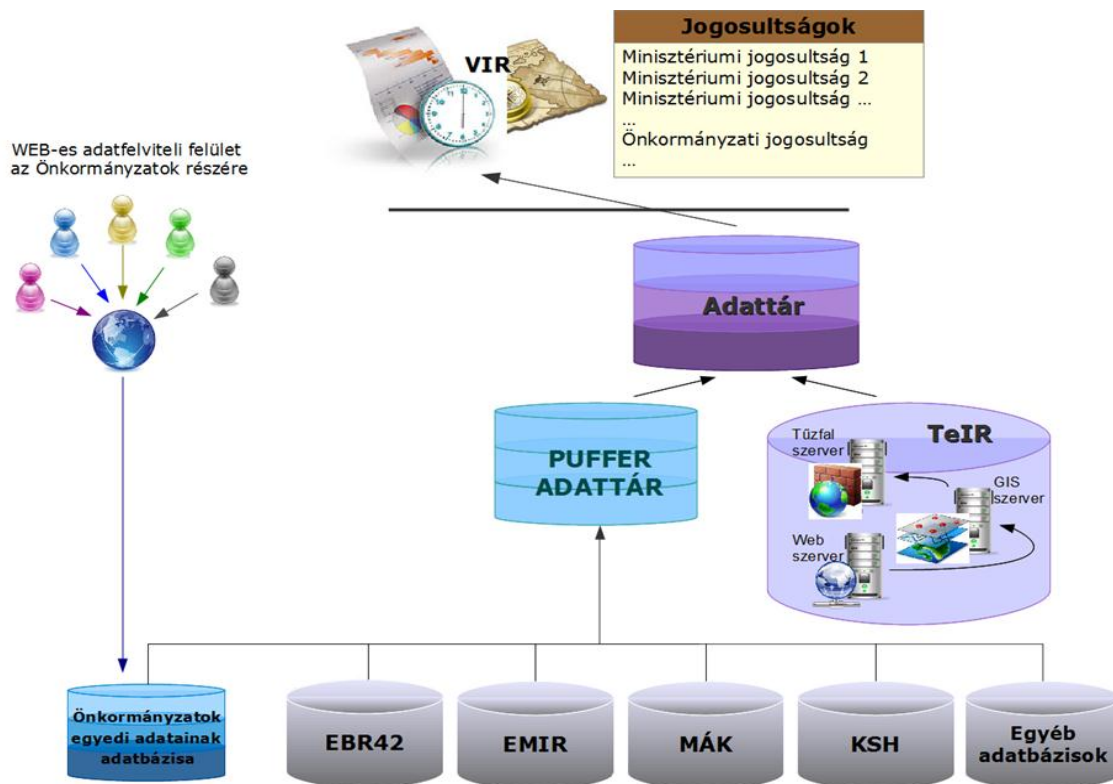 Jogosultságok
VIR
Minisztériumi jogosultság 1
Minisztériumi jogosultság 2
Minisztériumi jogosultság ...
...
Önkormányzati jogosultság
...
WEB-es adatfelviteli felület
az Önkormányzatok részére
Adattár
PUFFER
ADATTÁR
TeIR
Tűzfal
szerver
GIS
szerver
Web
szerver
Önkormányzatok
egyedi adatainak
adatbázisa
EBR42
EMIR
MÁK
KSH
Egyéb
adatbázisok